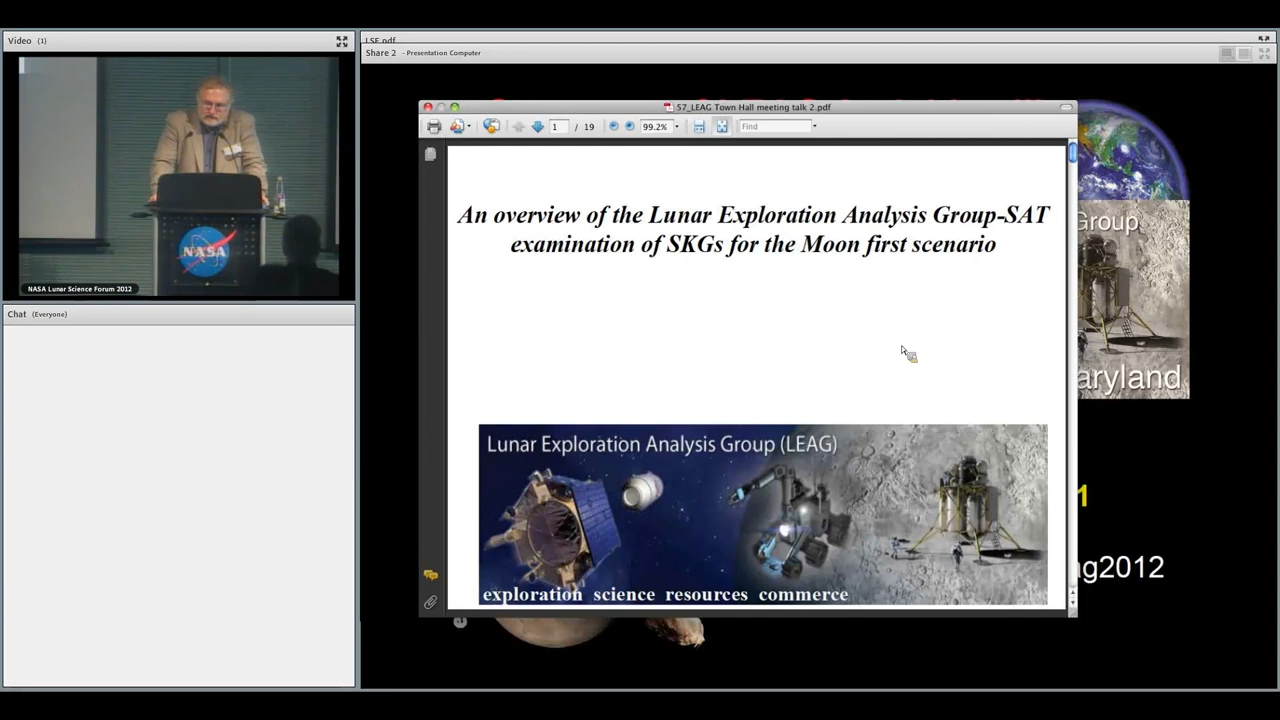 Video (1)
NASA
NASA Lunar Science Forum 2012
Chat (Everyone)
LSF.pdf
Share 2 - Presentation Computer
57_LEAG Town Hall meeting talk 2.pdf
1 / 19
99.2%
Find
An overview of the Lunar Exploration Analysis Group-SAT
examination of SKGs for the Moon first scenario
Lunar Exploration Analysis Group (LEAG)
exploration science resources commerce
Group
aryland
1
ng2012